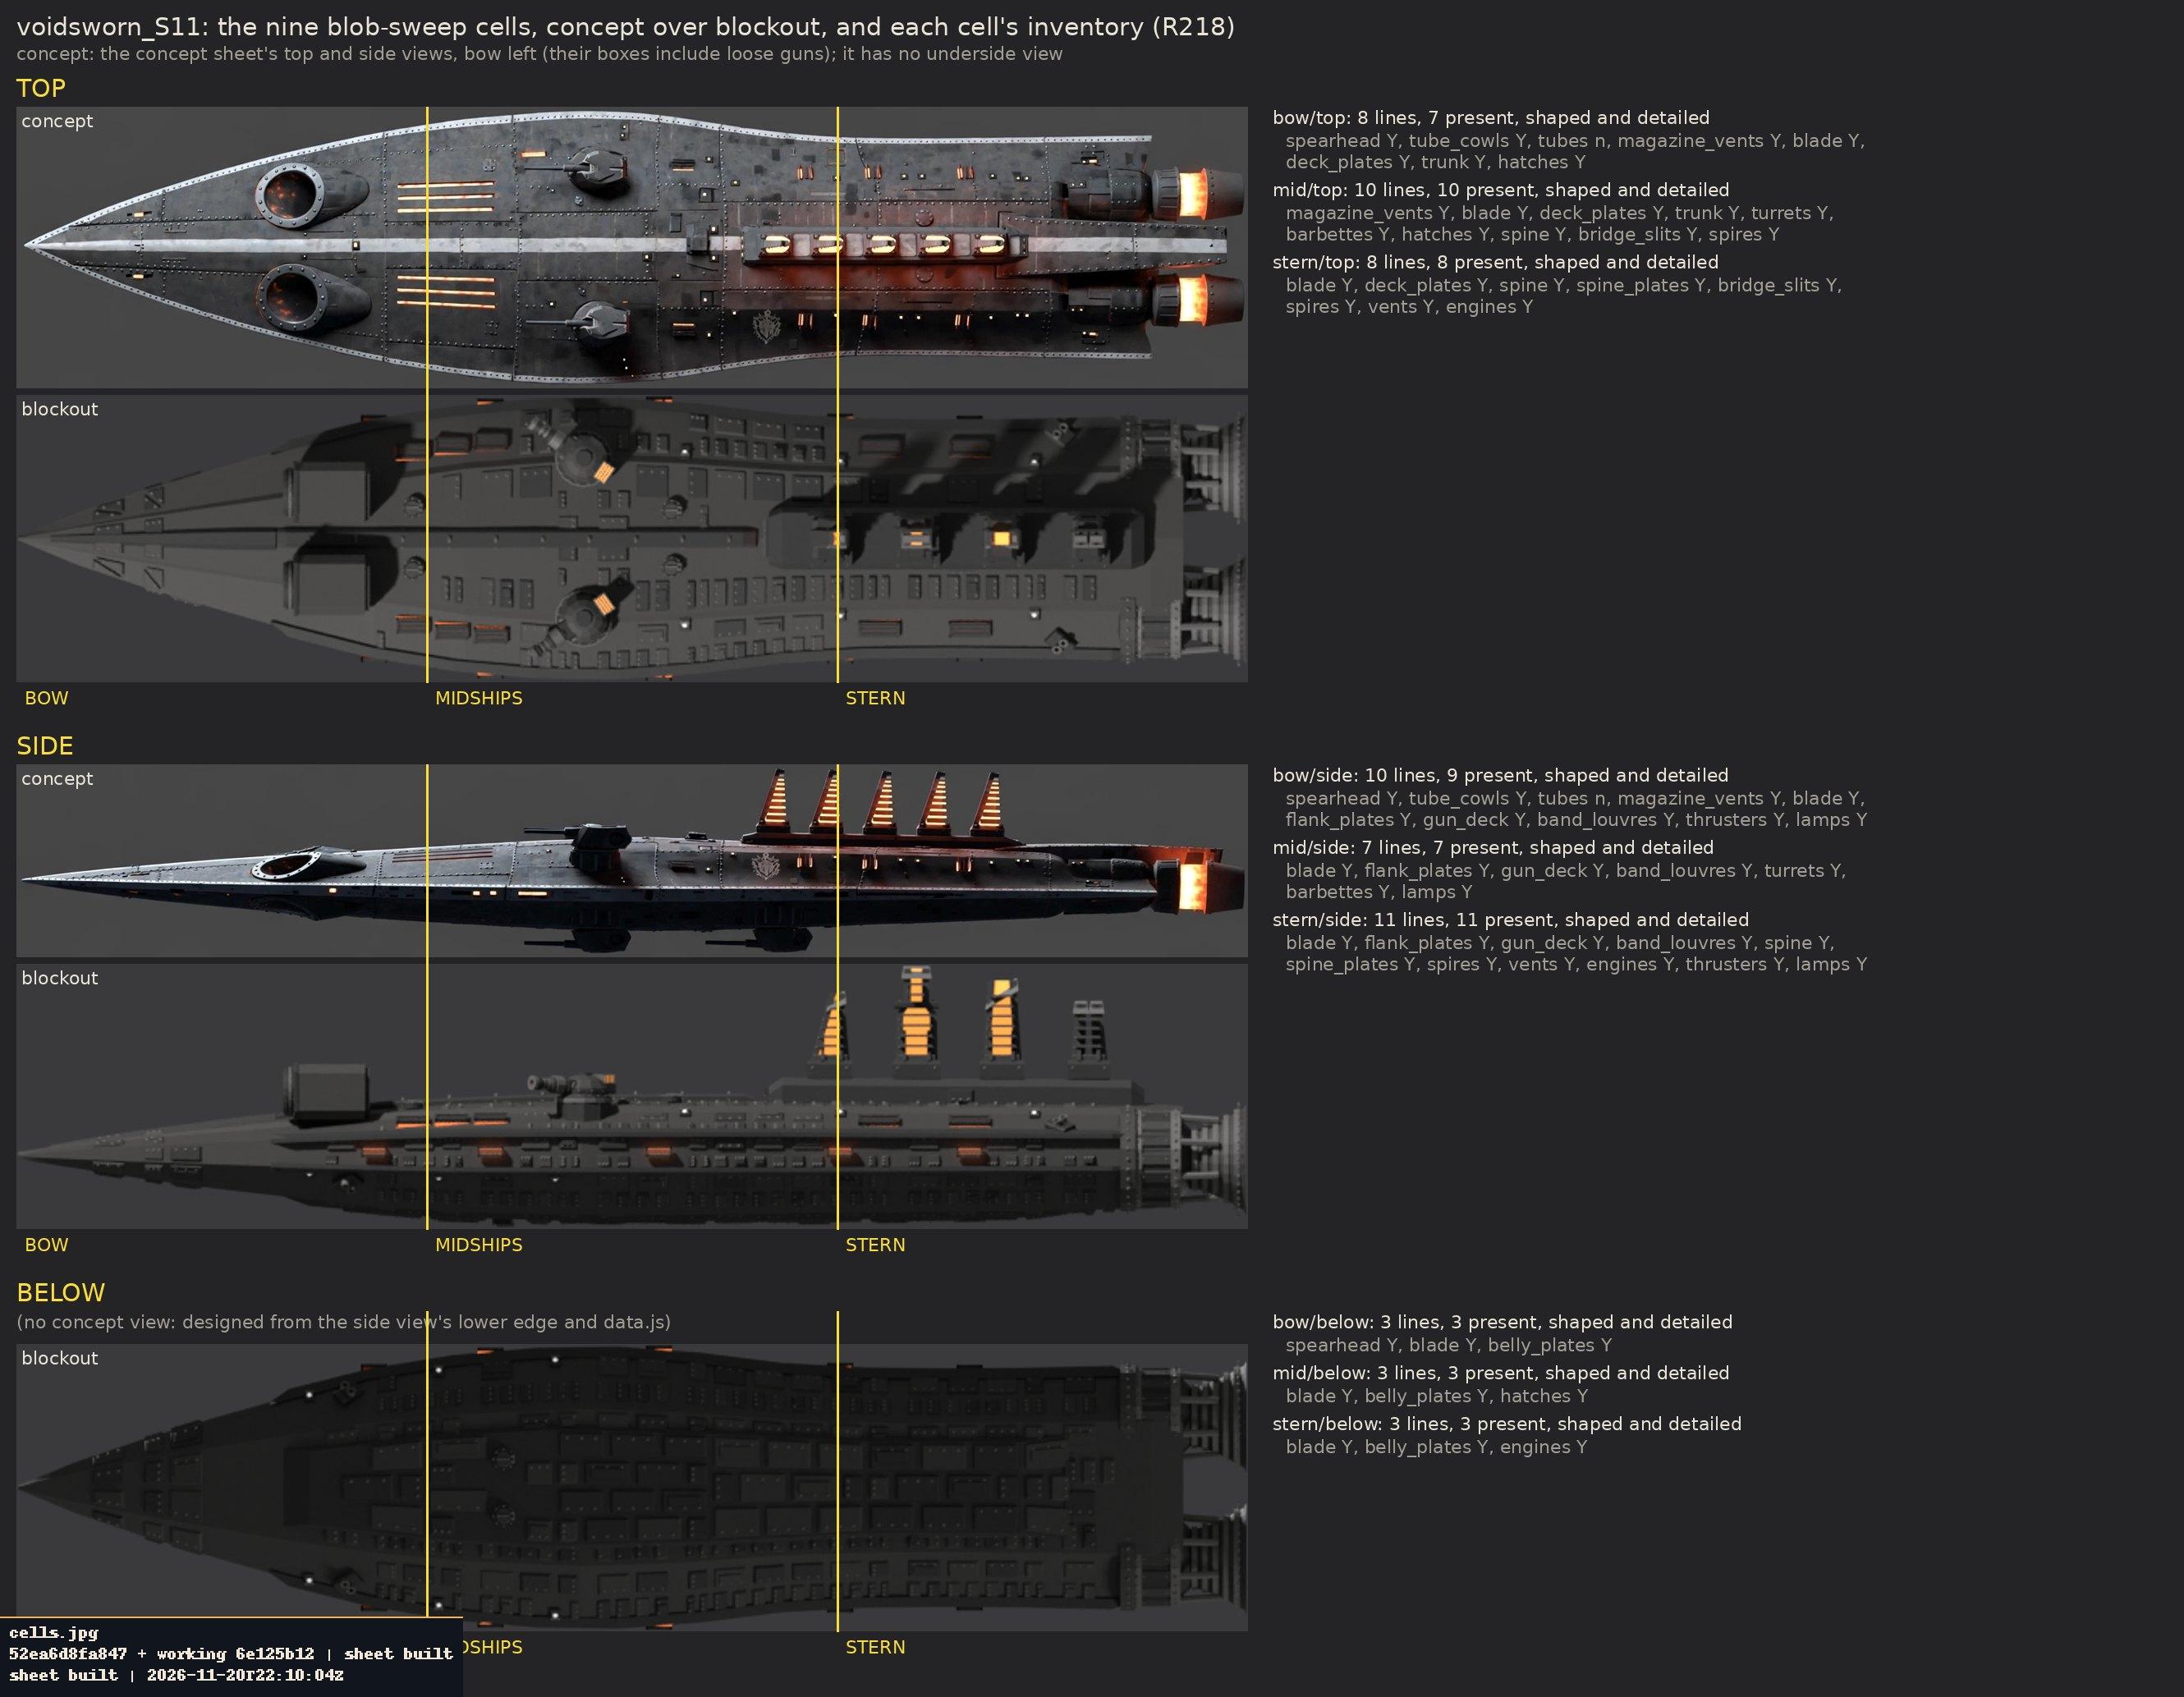 voidsworn_S11: the nine blob-sweep cells, concept over blockout, and each cell's inventory (R218)
concept: the concept sheet's top and side views, bow left (their boxes include loose guns); it has no underside view
TOP
concept
blockout
BOW
MIDSHIPS
STERN
bow/top: 8 lines, 7 present, shaped and detailed
spearhead Y, tube_cowls Y, tubes n, magazine_vents Y, blade Y,
deck_plates Y, trunk Y, hatches Y
mid/top: 10 lines, 10 present, shaped and detailed
magazine_vents Y, blade Y, deck_plates Y, trunk Y, turrets Y,
barbettes Y, hatches Y, spine Y, bridge_slits Y, spires Y
stern/top: 8 lines, 8 present, shaped and detailed
blade Y, deck_plates Y, spine Y, spine_plates Y, bridge_slits Y,
spires Y, vents Y, engines Y
SIDE
concept
blockout
BOW
MIDSHIPS
STERN
bow/side: 10 lines, 9 present, shaped and detailed
spearhead Y, tube_cowls Y, tubes n, magazine_vents Y, blade Y,
flank_plates Y, gun_deck Y, band_louvres Y, thrusters Y, lamps Y
mid/side: 7 lines, 7 present, shaped and detailed
blade Y, flank_plates Y, gun_deck Y, band_louvres Y, turrets Y,
barbettes Y, lamps Y
stern/side: 11 lines, 11 present, shaped and detailed
blade Y, flank_plates Y, gun_deck Y, band_louvres Y, spine Y,
spine_plates Y, spires Y, vents Y, engines Y, thrusters Y, lamps Y
BELOW
(no concept view: designed from the side view's lower edge and data.js)
blockout
DSHIPS
STERN
bow/below: 3 lines, 3 present, shaped and detailed
spearhead Y, blade Y, belly_plates Y
mid/below: 3 lines, 3 present, shaped and detailed
blade Y, belly_plates Y, hatches Y
stern/below: 3 lines, 3 present, shaped and detailed
blade Y, belly_plates Y, engines Y
cells.jpg
52ea6d8fa847 + working 6e125b12 | sheet built
sheet built | 2026-11-20T22:10:04Z